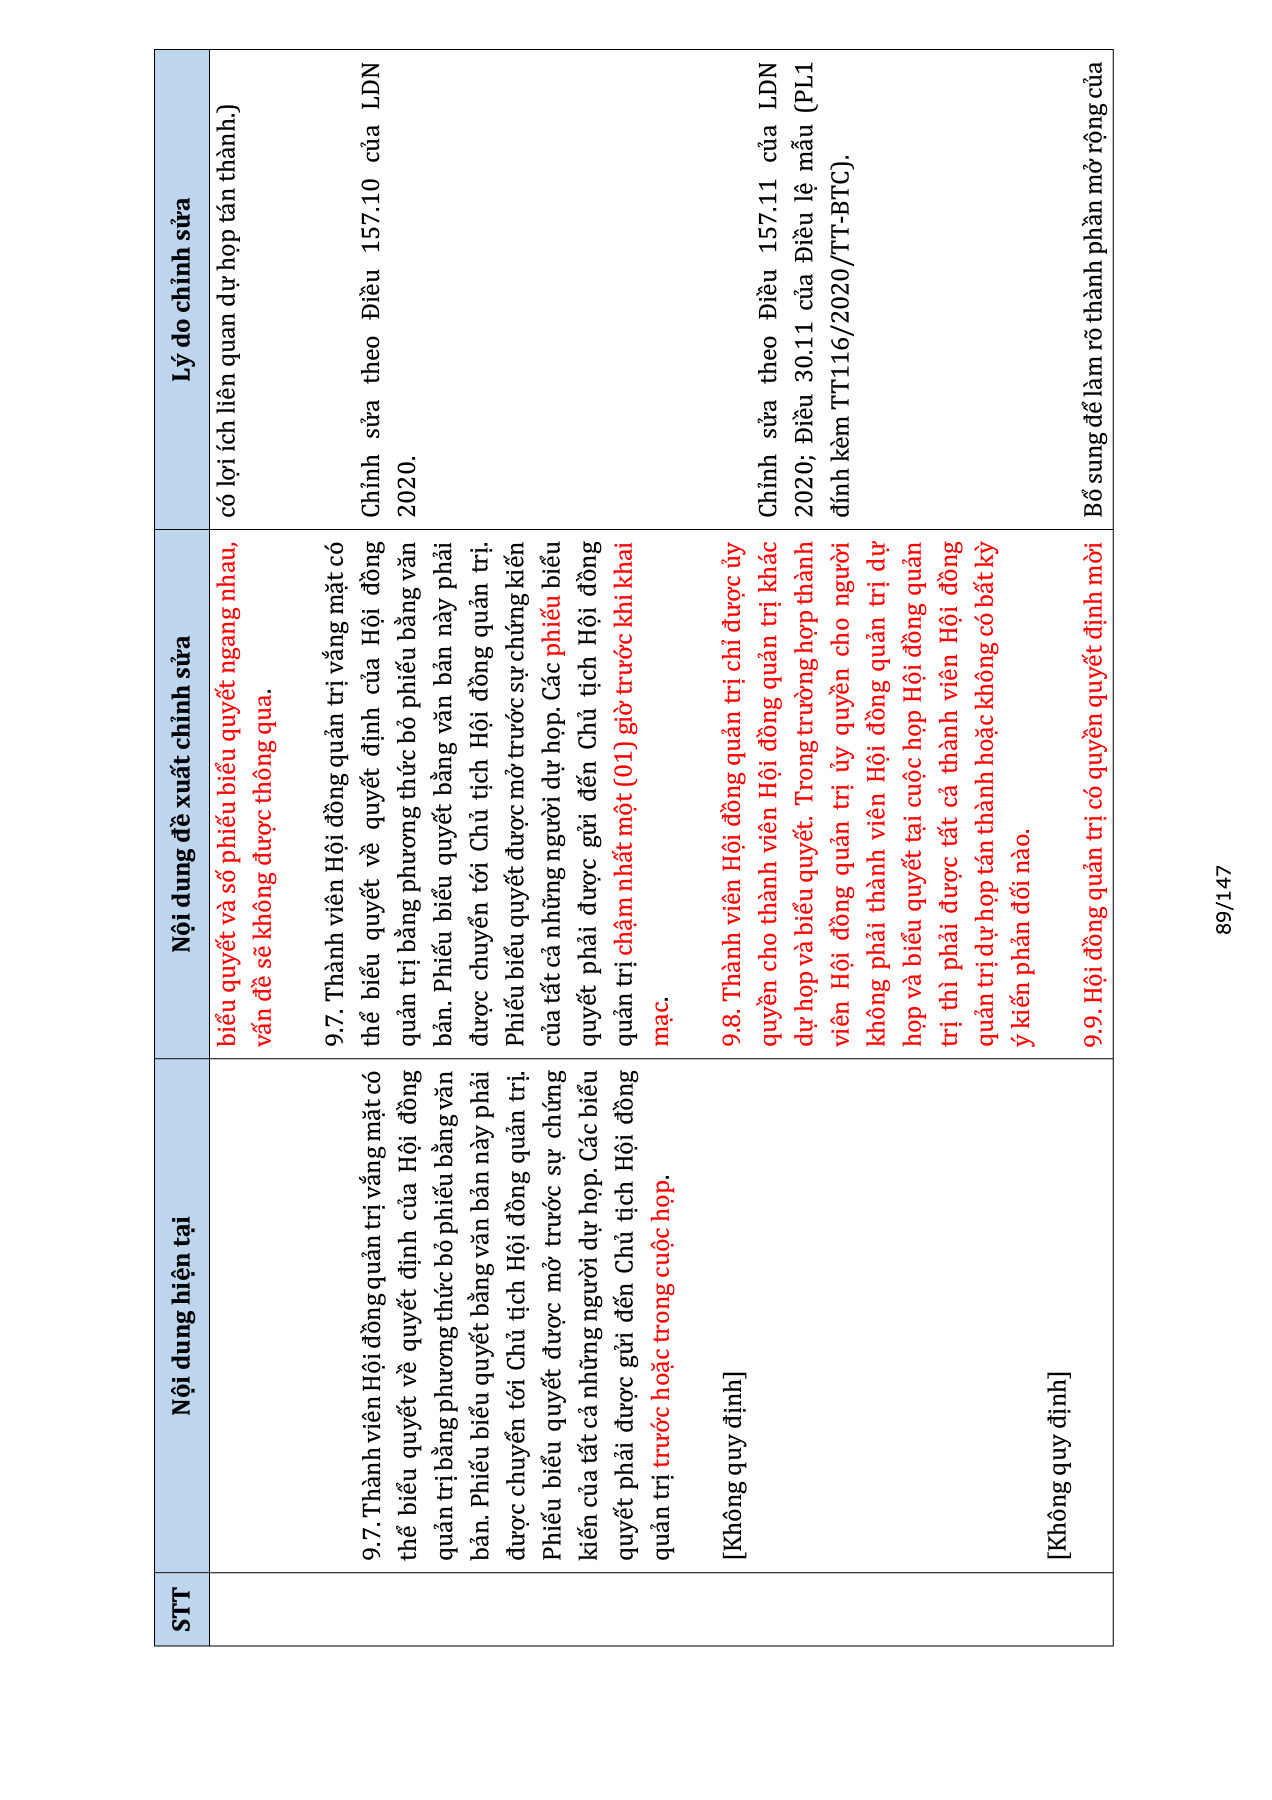 STT
Nội dung hiện tại
Nội dung đề xuất chỉnh sửa
Lý do chỉnh sửa
biểu quyết và số phiếu biểu quyết ngang nhau,
vấn đề sẽ không được thông qua.
có lợi ích liên quan dự họp tán thành.)
9.7. Thành viên Hội đồng quản trị vắng mặt có
thể biểu quyết về quyết định của Hội đồng
quản trị bằng phương thức bỏ phiếu bằng văn
bản. Phiếu biểu quyết bằng văn bản này phải
được chuyển tới Chủ tịch Hội đồng quản trị.
Phiếu biểu quyết được mở trước sự chứng
kiến của tất cả những người dự họp. Các biểu
quyết phải được gửi đến Chủ tịch Hội đồng
quản trị trước hoặc trong cuộc họp.
9.7. Thành viên Hội đồng quản trị vắng mặt có
thể biểu quyết về quyết định của Hội đồng
quản trị bằng phương thức bỏ phiếu bằng văn
bản. Phiếu biểu quyết bằng văn bản này phải
được chuyển tới Chủ tịch Hội đồng quản trị.
Phiếu biểu quyết được mở trước sự chứng kiến
của tất cả những người dự họp. Các phiếu biểu
quyết phải được gửi đến Chủ tịch Hội đồng
quản trị chậm nhất một (01) giờ trước khi khai
mạc.
Chỉnh sửa theo Điều 157.10 của LDN
2020.
[Không quy định]
9.8. Thành viên Hội đồng quản trị chỉ được ủy
quyền cho thành viên Hội đồng quản trị khác
dự họp và biểu quyết. Trong trường hợp thành
viên Hội đồng quản trị ủy quyền cho người
không phải thành viên Hội đồng quản trị dự
họp và biểu quyết tại cuộc họp Hội đồng quản
trị thì phải được tất cả thành viên Hội đồng
quản trị dự họp tán thành hoặc không có bất kỳ
ý kiến phản đối nào.
Chỉnh sửa theo Điều 157.11 của LDN
2020; Điều 30.11 của Điều lệ mẫu (PL1
đính kèm TT116/2020/TT-BTC).
[Không quy định]
9.9. Hội đồng quản trị có quyền quyết định mời
Bổ sung để làm rõ thành phần mở rộng của
89/147